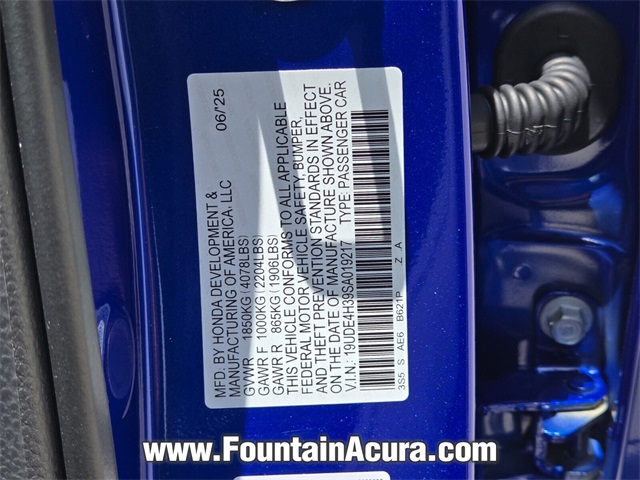 MFD. BY HONDA DEVELOPMENT & 06/'25
MANUFACTURING OF AMERICA, LLC
GVWR 1850KG (4078LBS)
GAWR F 1000KG (2204LBS)
GAWR R 865KG (1906LBS)
THIS VEHICLE CONFORMS TO ALL APPLICABLE
FEDERAL MOTOR VEHICLE SAFETY, BUMPER,
AND THEFT PREVENTION STANDARDS IN EFFECT
ON THE DATE OF MANUFACTURE SHOWN ABOVE.
V.I.N.: 19UDE4H39SA019217 TYPE: PASSENGER CAR
3S5 S AE6 B621P Z A
www.FountainAcura.com